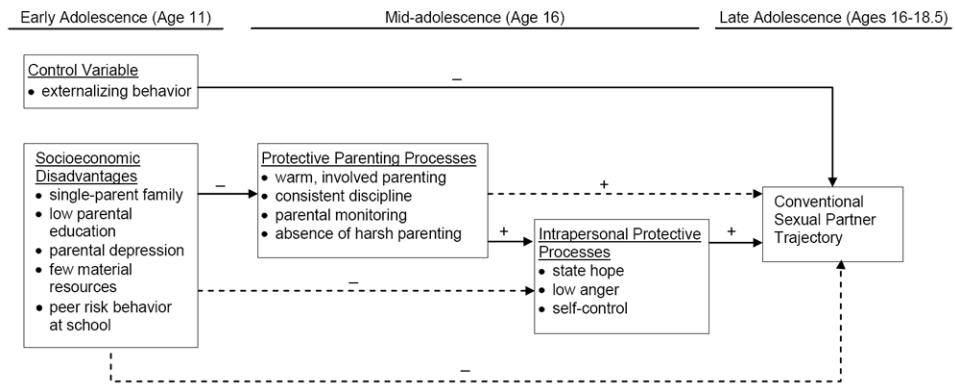 Early Adolescence (Age 11)
Mid-adolescence (Age 16)
Late Adolescence (Ages 16-18.5)
Control Variable
• externalizing behavior
–
Socioeconomic
Disadvantages
• single-parent family
• low parental
education
• parental depression
• few material
resources
• peer risk behavior
at school
–
Protective Parenting Processes
• warm, involved parenting
• consistent discipline
• parental monitoring
• absence of harsh parenting
+
+
–
Intrapersonal Protective
Processes
• state hope
• low anger
• self-control
+
Conventional
Sexual Partner
Trajectory
–